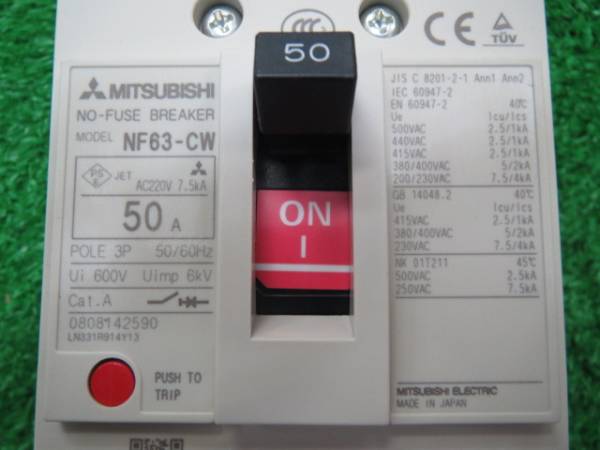 CCC
CE
TÜV
50
MITSUBISHI
NO-FUSE BREAKER
MODEL NF63-CW
PS
E
JET
AC220V 7.5kA
50 A
POLE 3P 50/60Hz
Ui 600V Uimp 6kV
Cat.A
0808142590
LN331R914Y13
PUSH TO
TRIP
ON
I
JIS C 8201-2-1 Ann1 Ann2
IEC 60947-2
EN 60947-2 40℃
Ue Icu/Ics
500VAC 2.5/1kA
440VAC 2.5/1kA
415VAC 2.5/1kA
380/400VAC 5/2kA
200/230VAC 7.5/4kA
GB 14048.2 40℃
Ue Icu/Ics
415VAC 2.5/1kA
380/400VAC 5/2kA
230VAC 7.5/4kA
NK 01T211 45℃
500VAC 2.5kA
250VAC 7.5kA
MITSUBISHI ELECTRIC
MADE IN JAPAN